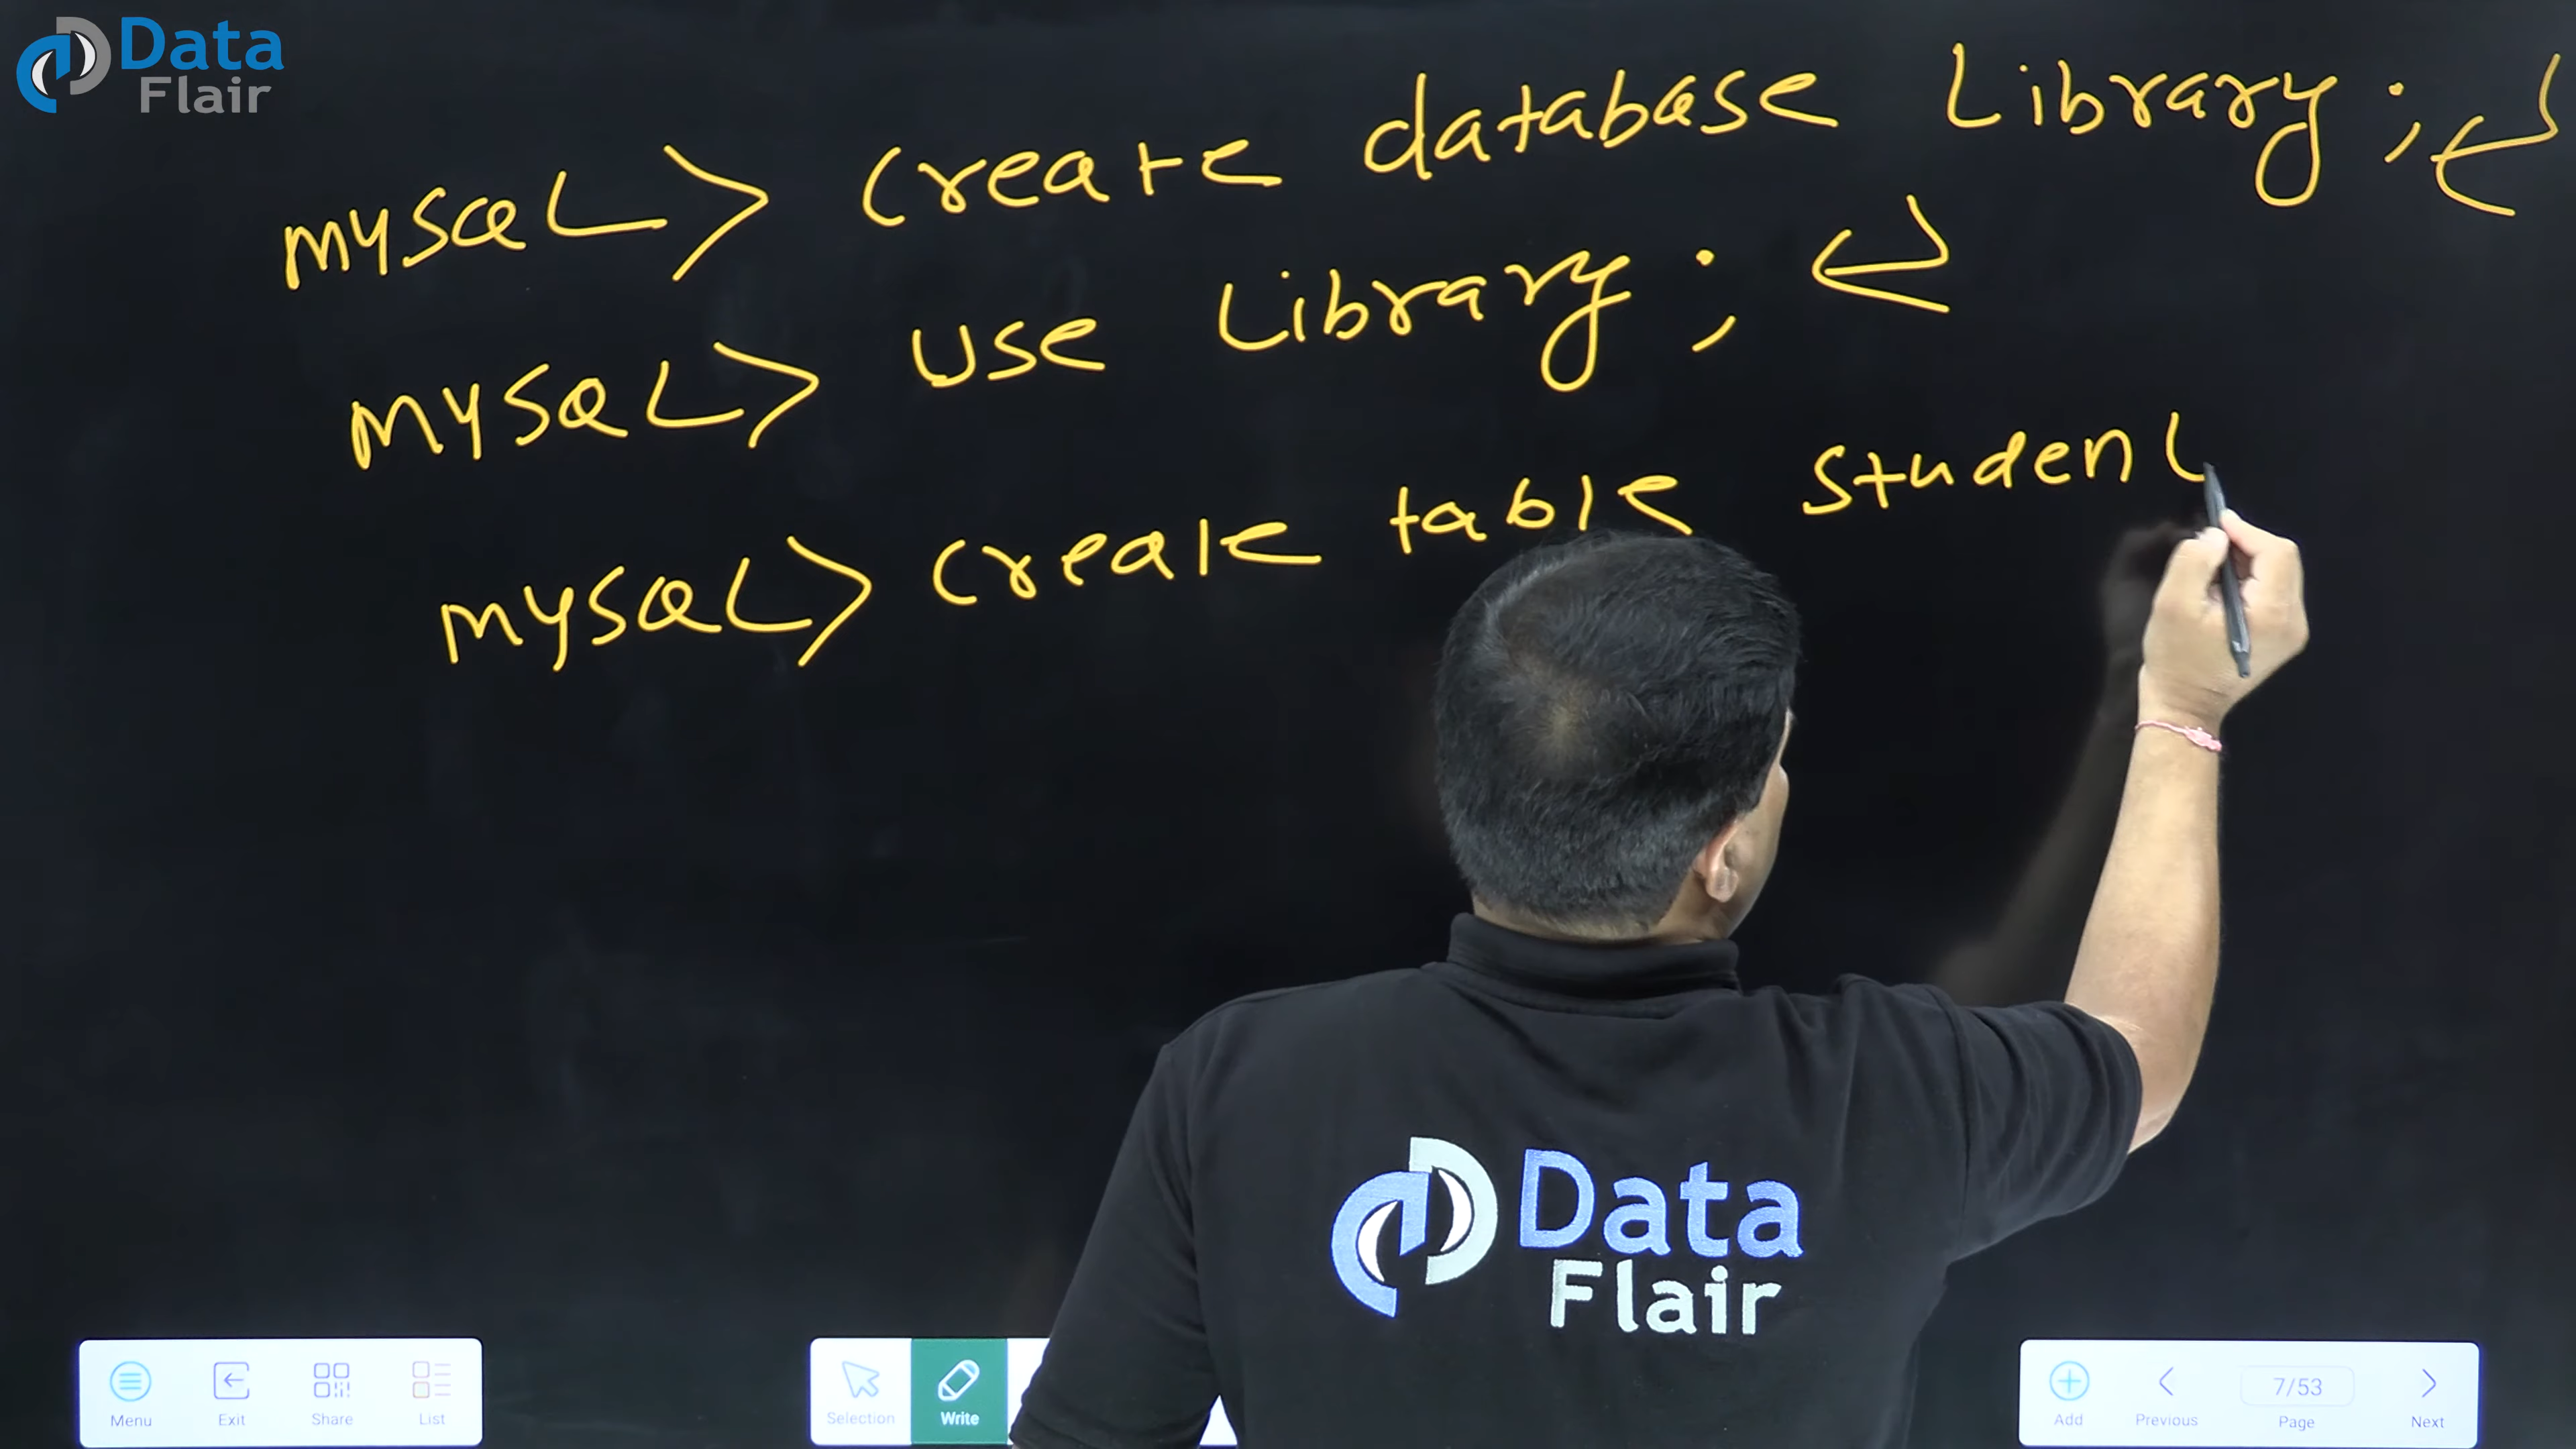 Data
Flair
mysql> create database Library; ↵
mysql> use Library; ↵
mysql> create table studen
Data
Flair
Menu
Exit
Share
List
Selection
Write
Add
Previous
7/53
Page
Next